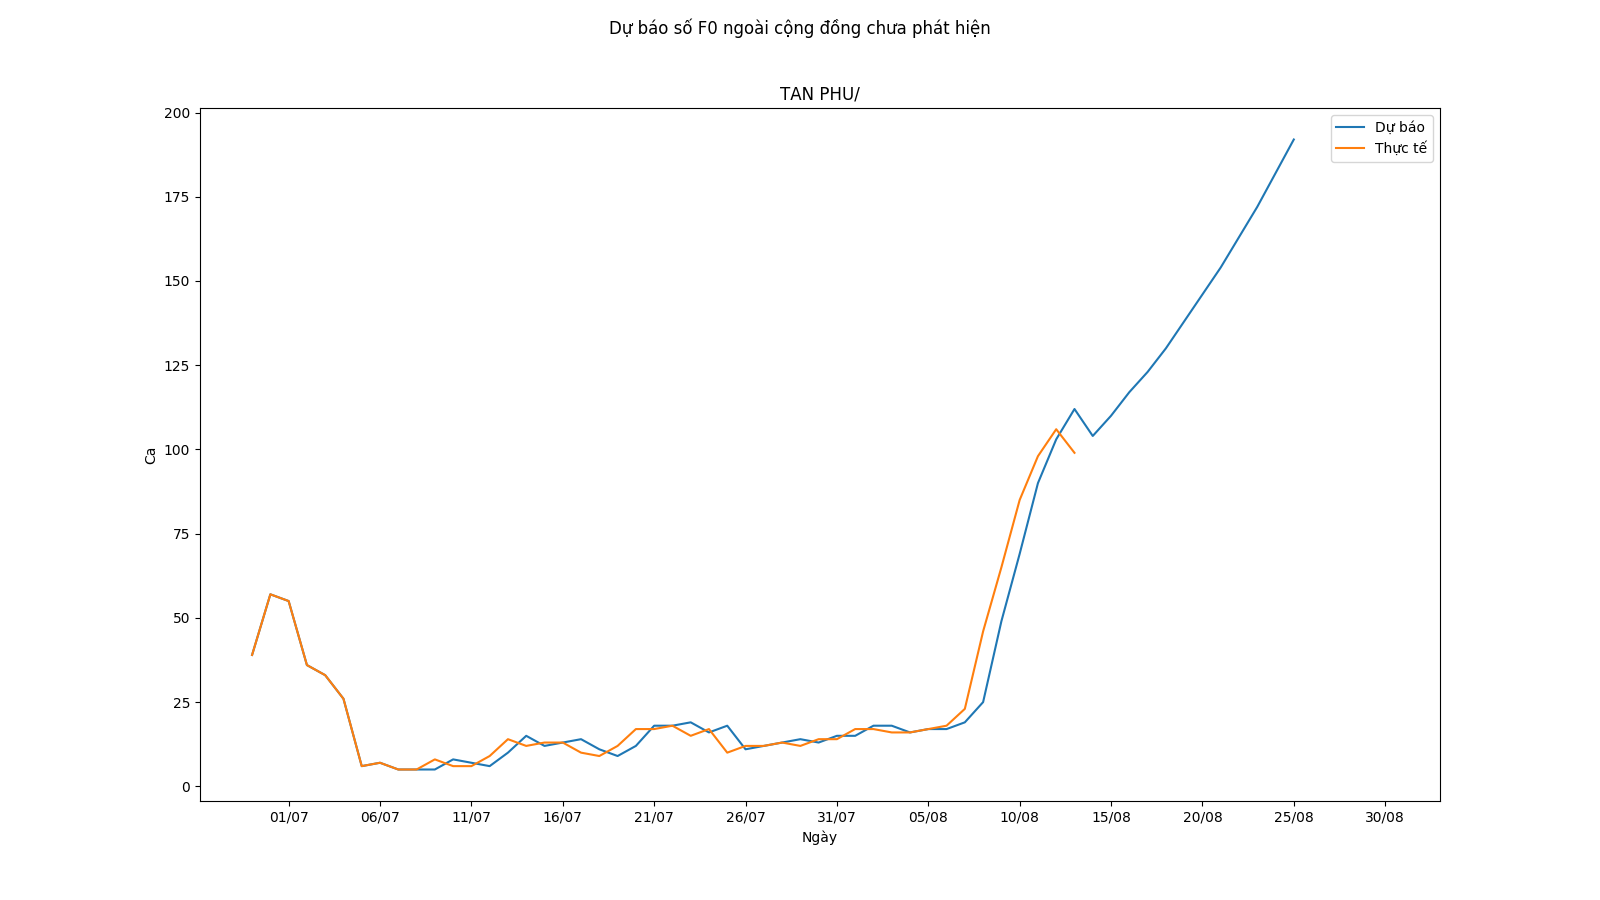 Dự báo số F0 ngoài cộng đồng chưa phát hiện
TAN PHU/
200
175
150
125
100
75
50
25
0
Ca
Dự báo
Thực tế
01/07 06/07 11/07 16/07 21/07 26/07 31/07 05/08 10/08 15/08 20/08 25/08 30/08
Ngày